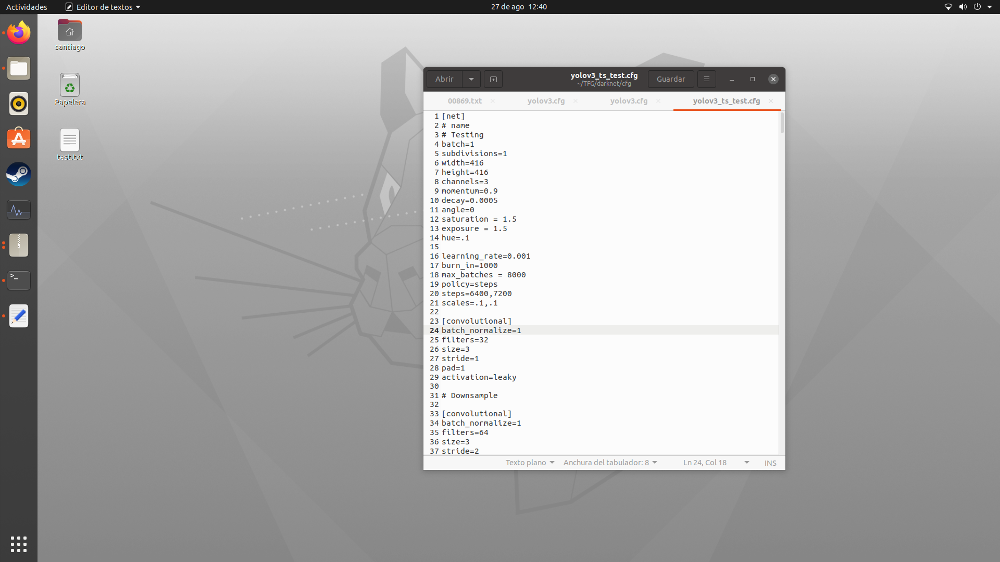 Actividades
Editor de textos
27 de ago 12:40
santiago
Papelera
test.txt
>_
Abrir
yolov3_ts_test.cfg
~/TFG/darknet/cfg
Guardar
00869.txt
yolov3.cfg
yolov3.cfg
yolov3_ts_test.cfg
1 [net]
2 # name
3 # Testing
4 batch=1
5 subdivisions=1
6 width=416
7 height=416
8 channels=3
9 momentum=0.9
10 decay=0.0005
11 angle=0
12 saturation = 1.5
13 exposure = 1.5
14 hue=.1
15
16 learning_rate=0.001
17 burn_in=1000
18 max_batches = 8000
19 policy=steps
20 steps=6400,7200
21 scales=.1,.1
22
23 [convolutional]
24 batch_normalize=1
25 filters=32
26 size=3
27 stride=1
28 pad=1
29 activation=leaky
30
31 # Downsample
32
33 [convolutional]
34 batch_normalize=1
35 filters=64
36 size=3
37 stride=2
Texto plano
Anchura del tabulador: 8
Ln 24, Col 18
INS